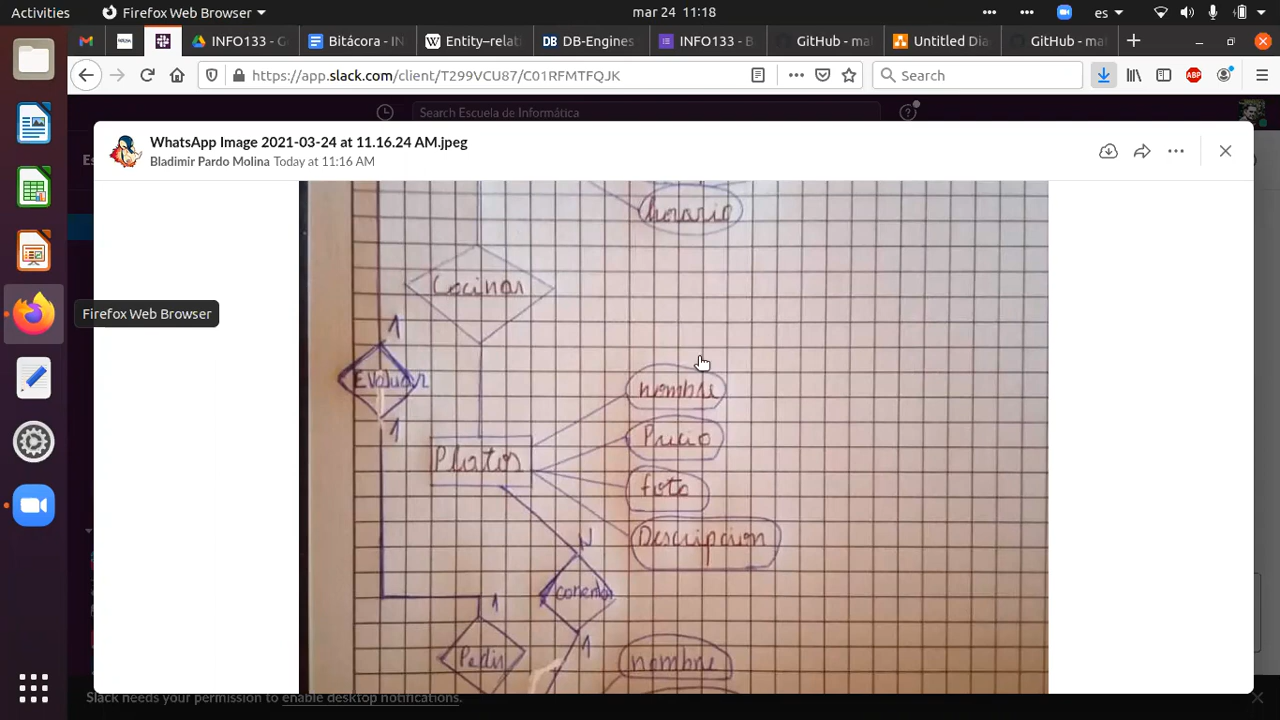 Activities
Firefox Web Browser
mar 24 11:18
es
INFO133 - G
Bitácora - IN
Entity–relat
DB-Engines
INFO133 - B
GitHub - ma
Untitled Dia
GitHub - ma
https://app.slack.com/client/T299VCU87/C01RFMTFQJK
Search
ABP
Search Escuela de Informática
WhatsApp Image 2021-03-24 at 11.16.24 AM.jpeg
Bladimir Pardo Molina Today at 11:16 AM
horario
Cocinar
Firefox Web Browser
1
Evaluar
nombre
1
Precio
Platos
foto
Descripcion
N
1
1
Pedir
nombre
Slack needs your permission to enable desktop notifications.